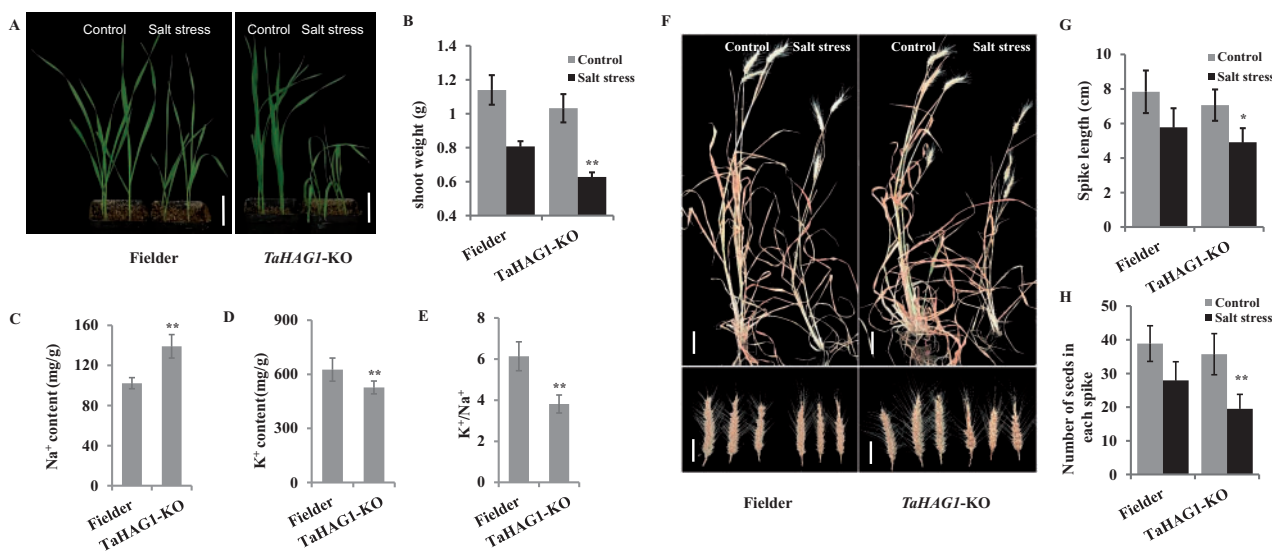 A
Control Salt stress
Control Salt stress
Fielder
TaHAG1-KO
B
shoot weight (g)
1.4
1.2
1
0.8
0.6
0.4
Control
Salt stress
**
Fielder
TaHAG1-KO
C
Na⁺ content (mg/g)
160
120
80
40
0
**
Fielder
TaHAG1-KO
D
K⁺ content(mg/g)
900
600
300
0
**
Fielder
TaHAG1-KO
E
K⁺/Na⁺
8
6
4
2
0
**
Fielder
TaHAG1-KO
F
Control Salt stress
Control Salt stress
Fielder
TaHAG1-KO
G
Spike length (cm)
10
8
6
4
2
0
Control
Salt stress
*
Fielder
TaHAG1-KO
H
Number of seeds in
each spike
50
40
30
20
10
0
Control
Salt stress
**
Fielder
TaHAG1-KO